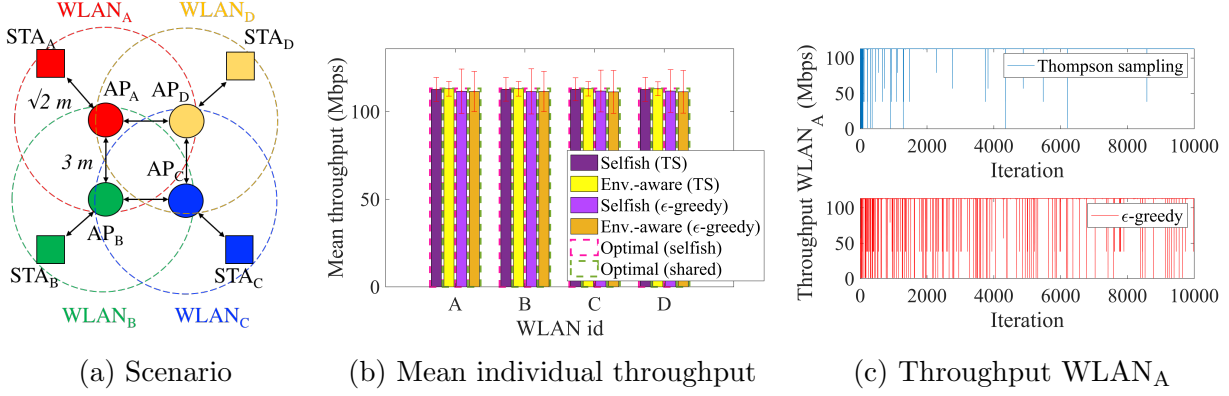 WLAN_A
WLAN_D
STA_A
STA_D
AP_A
AP_D
√2 m
3 m
AP_C
AP_B
STA_B
STA_C
WLAN_B
WLAN_C
(a) Scenario
Mean throughput (Mbps)
100
50
0
A B C D
WLAN id
Selfish (TS)
Env.-aware (TS)
Selfish (ϵ-greedy)
Env.-aware (ϵ-greedy)
Optimal (selfish)
Optimal (shared)
(b) Mean individual throughput
Throughput WLAN_A (Mbps)
100
50
0
Thompson sampling
0 2000 4000 6000 8000 10000
Iteration
100
50
0
ϵ-greedy
0 2000 4000 6000 8000 10000
Iteration
(c) Throughput WLAN_A